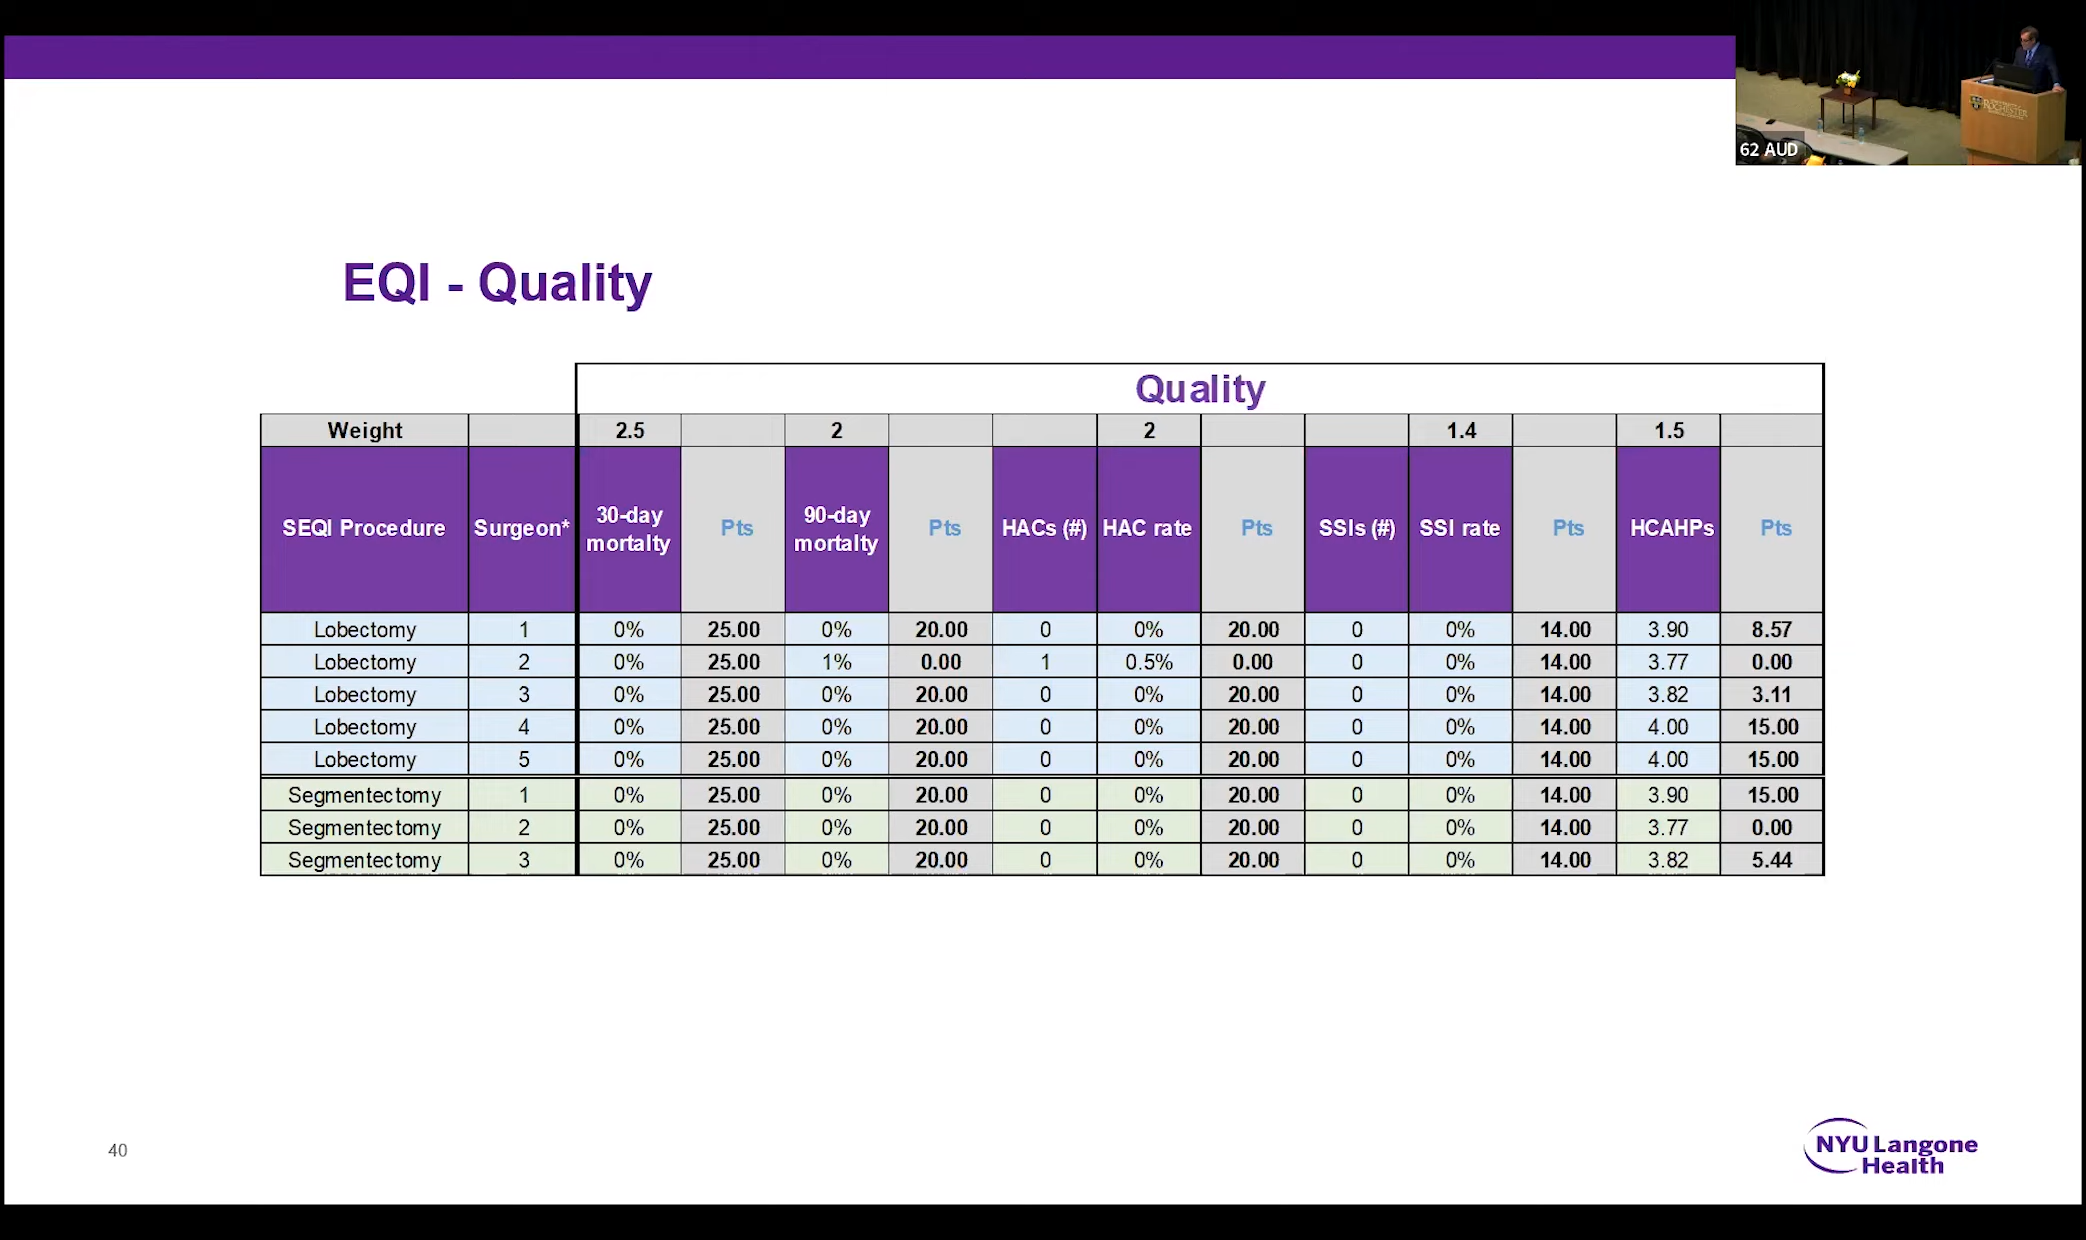 62 AUD
ROCHESTER
EQI - Quality
Quality
Weight 2.5 2 2 1.4 1.5
SEQI Procedure Surgeon* 30-day mortalty Pts 90-day mortalty Pts HACs (#) HAC rate Pts SSIs (#) SSI rate Pts HCAHPs Pts
Lobectomy 1 0% 25.00 0% 20.00 0 0% 20.00 0 0% 14.00 3.90 8.57
Lobectomy 2 0% 25.00 1% 0.00 1 0.5% 0.00 0 0% 14.00 3.77 0.00
Lobectomy 3 0% 25.00 0% 20.00 0 0% 20.00 0 0% 14.00 3.82 3.11
Lobectomy 4 0% 25.00 0% 20.00 0 0% 20.00 0 0% 14.00 4.00 15.00
Lobectomy 5 0% 25.00 0% 20.00 0 0% 20.00 0 0% 14.00 4.00 15.00
Segmentectomy 1 0% 25.00 0% 20.00 0 0% 20.00 0 0% 14.00 3.90 15.00
Segmentectomy 2 0% 25.00 0% 20.00 0 0% 20.00 0 0% 14.00 3.77 0.00
Segmentectomy 3 0% 25.00 0% 20.00 0 0% 20.00 0 0% 14.00 3.82 5.44
40
NYU Langone
Health